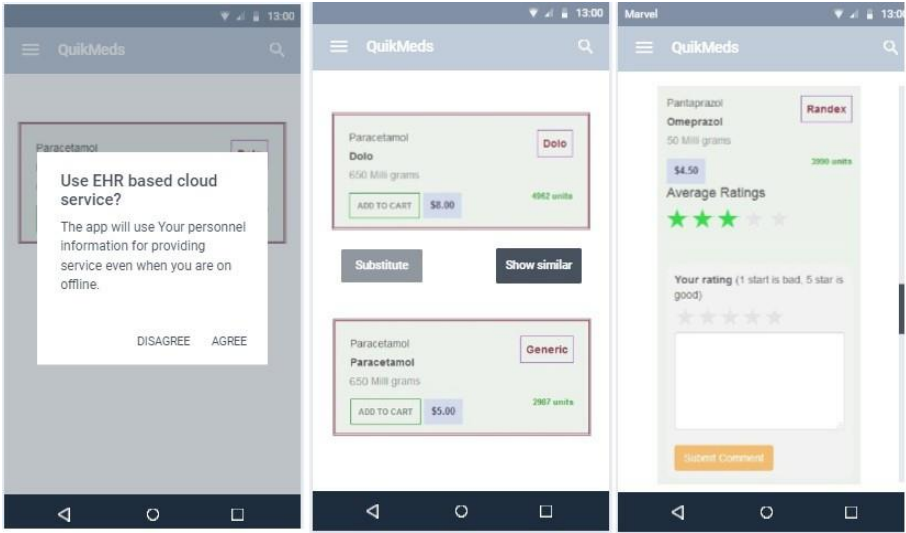 13:00
QuikMeds
Paracetamol
Use EHR based cloud
service?
The app will use Your personnel
information for providing
service even when you are on
offline.
DISAGREE AGREE
13:00
QuikMeds
Paracetamol
Dolo
Dolo
650 Milli grams
4962 units
ADD TO CART $8.00
Substitute
Show similar
Paracetamol
Generic
Paracetamol
650 Milli grams
2987 units
ADD TO CART $5.00
Marvel 13:00
QuikMeds
Pantaprazol
Randex
Omeprazol
50 Milli grams
3990 units
$4.50
Average Ratings
Your rating (1 start is bad, 5 star is
good)
Submit Comment